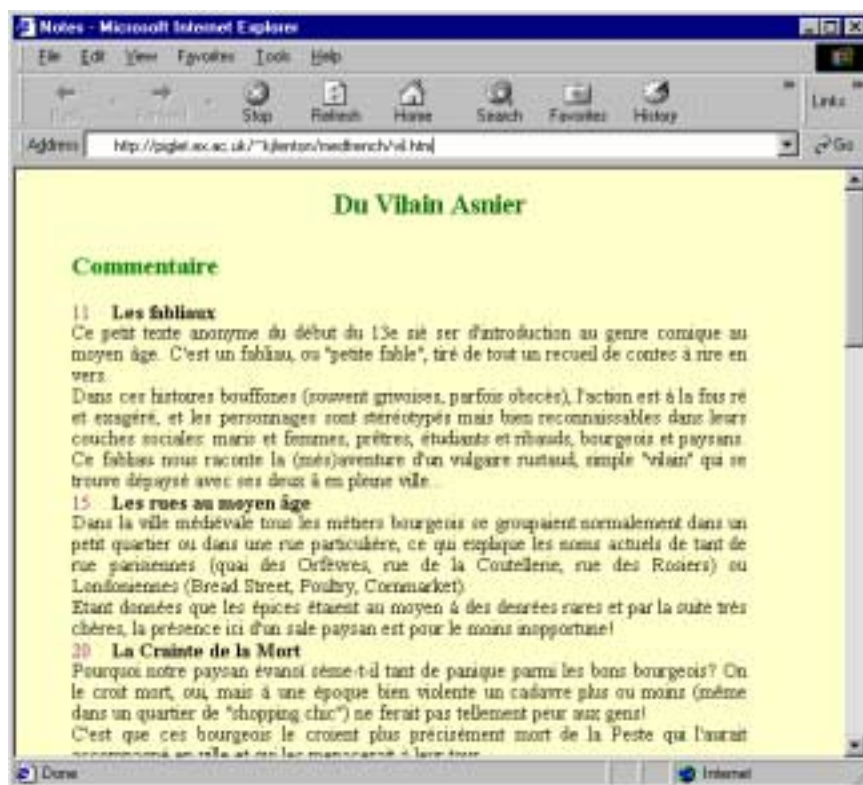 Notes - Microsoft Internet Explorer
File Edit View Favorites Tools Help
Stop Refresh Home Search Favorites History Links
Address Go
Du Vilain Asnier
Commentaire
11 Les fabliaux
Ce petit texte anonyme du début du 13e siè ser d'introduction au genre comique au
moyen âge. C'est un fabliau, ou "petite fable", tiré de tout un recueil de contes à rire en
vers.
Dans ces histoires bouffones (souvent grivoises, parfois obscès), l'action est à la fois ré
et exagéré, et les personnages sont stéréotypés mais bien reconnaissables dans leurs
couches sociales: maris et femmes, prêtres, étudiants et ribauds, bourgeois et paysans.
Ce fabliau nous raconte la (més)aventure d'un vulgaire rustaud, simple "vilain" qui se
trouve dépaysé avec ses deux â en pleine ville...
15 Les rues au moyen âge
Dans la ville médiévale tous les métiers bourgeois se groupaient normalement dans un
petit quartier ou dans une rue particulière, ce qui explique les noms actuels de tant de
rue parisiennes (quai des Orfèvres, rue de la Coutellerie, rue des Rosiers) ou
Londoniennes (Bread Street, Poultry, Cornmarket)
Etant données que les épices étaient au moyen â des denrées rares et par la suite très
chères, la présence ici d'un sale paysan est pour le moins inopportune!
20 La Crainte de la Mort
Pourquoi notre paysan évanoi sème-t-il tant de panique parmi les bons bourgeois? On
le croit mort, oui, mais à une époque bien violente un cadavre plus ou moins (même
dans un quartier de "shopping chic") ne ferait pas tellement peur aux gens!
C'est que ces bourgeois le croient plus précisément mort de la Peste qui l'aurait
accompagné en ville et qui les menacerait à leur tour
Done Internet